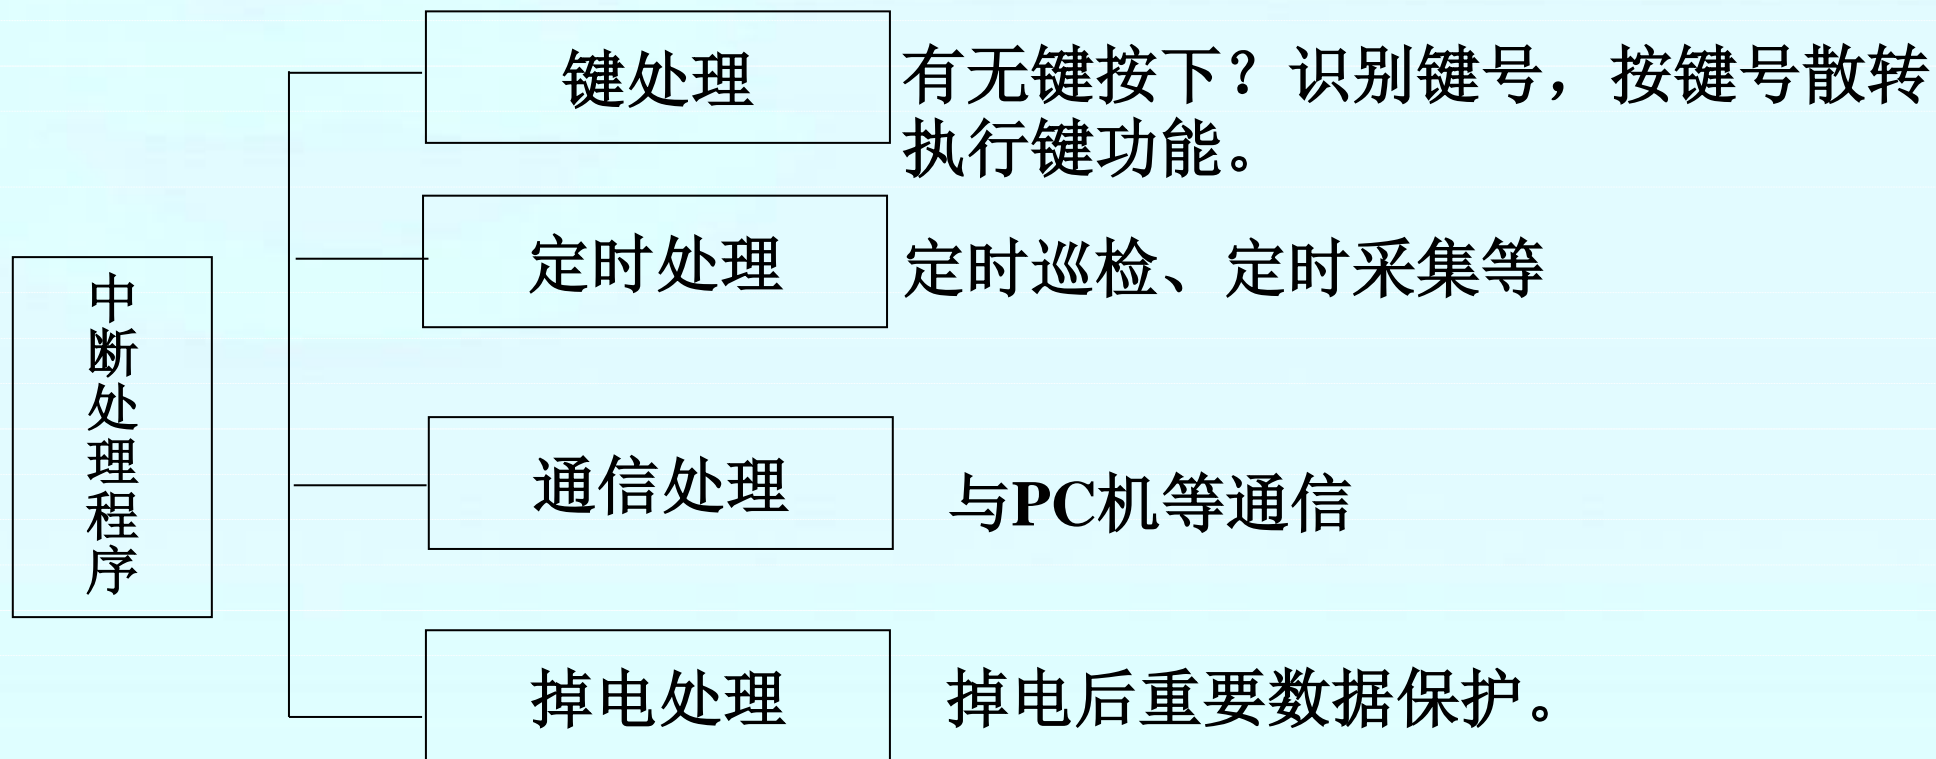 中断处理程序
键处理
有无键按下？识别键号，按键号散转
执行键功能。
定时处理
定时巡检、定时采集等
通信处理
与PC机等通信
掉电处理
掉电后重要数据保护。